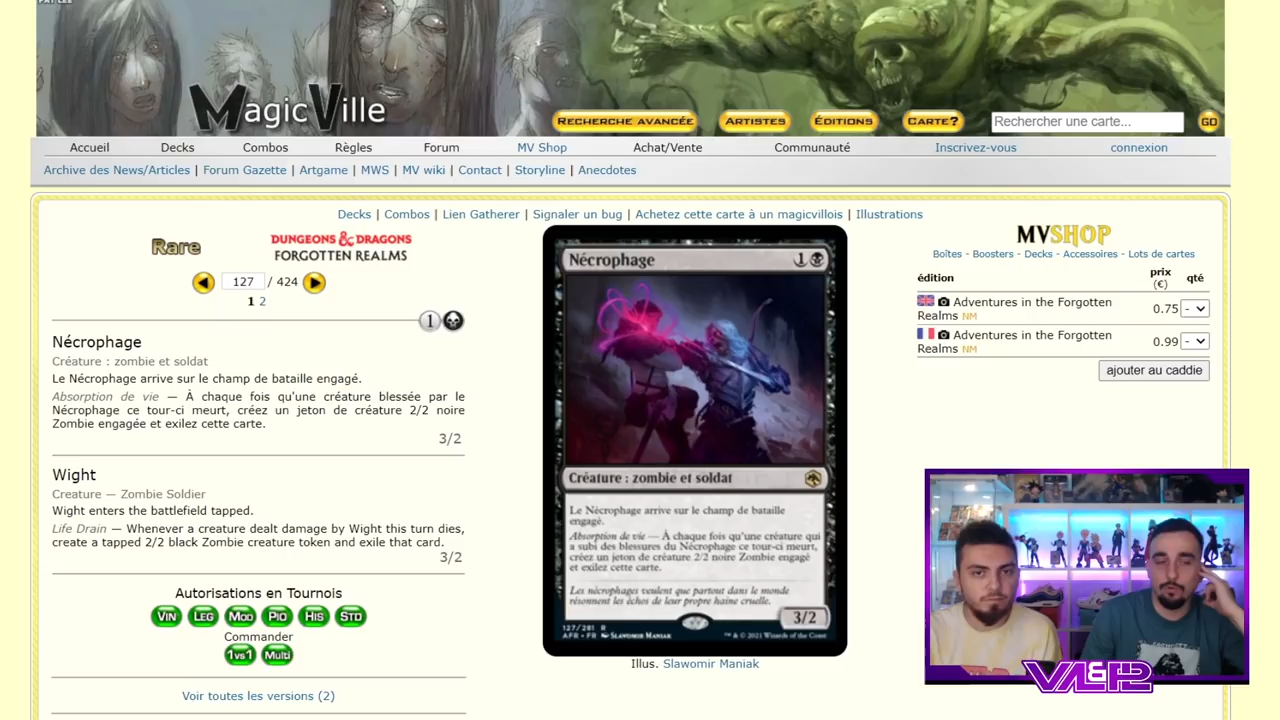 MagicVille
RECHERCHE AVANCÉE
ARTISTES
ÉDITIONS
CARTE?
Rechercher une carte...
GO
Accueil Decks Combos Règles Forum MV Shop Achat/Vente Communauté Inscrivez-vous connexion
Archive des News/Articles | Forum Gazette | Artgame | MWS | MV wiki | Contact | Storyline | Anecdotes
Decks | Combos | Lien Gatherer | Signaler un bug | Achetez cette carte à un magicvillois | Illustrations
Rare
DUNGEONS & DRAGONS
FORGOTTEN REALMS
127 / 424
1 2
1
Nécrophage
Créature : zombie et soldat
Le Nécrophage arrive sur le champ de bataille engagé.
Absorption de vie — À chaque fois qu'une créature blessée par le
Nécrophage ce tour-ci meurt, créez un jeton de créature 2/2 noire
Zombie engagée et exilez cette carte.
3/2
Wight
Creature — Zombie Soldier
Wight enters the battlefield tapped.
Life Drain — Whenever a creature dealt damage by Wight this turn dies,
create a tapped 2/2 black Zombie creature token and exile that card.
3/2
Autorisations en Tournois
VIN LEG MOD PIO HIS STD
Commander
1vs1 Multi
Voir toutes les versions (2)
Nécrophage 1
Créature : zombie et soldat
Le Nécrophage arrive sur le champ de bataille
engagé.
Absorption de vie — À chaque fois qu'une créature qui
a subi des blessures du Nécrophage ce tour-ci meurt,
créez un jeton de créature 2/2 noire Zombie engagée
et exilez cette carte.
Les nécrophages veulent que partout dans le monde
résonnent les échos de leur propre haine cruelle.
3/2
127/281 R
AFR • FR SLAWOMIR MANIAK
™ & © 2021 Wizards of the Coast
Illus. Slawomir Maniak
MVSHOP
Boîtes - Boosters - Decks - Accessoires - Lots de cartes
édition prix (€) qté
Adventures in the Forgotten
Realms NM 0.75 -
Adventures in the Forgotten
Realms NM 0.99 -
ajouter au caddie